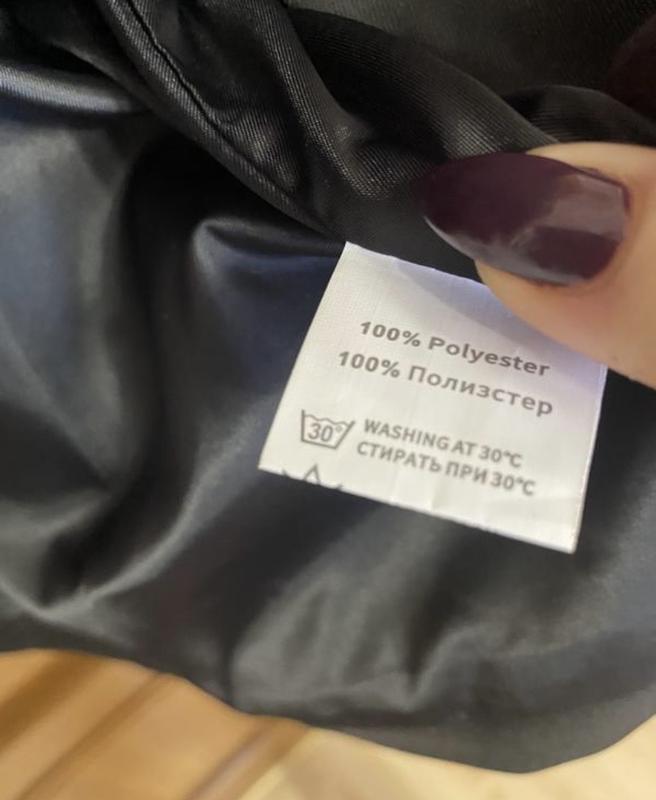 100% Polyester
100% Полиэстер
30° WASHING AT 30°C
СТИРАТЬ ПРИ 30°C